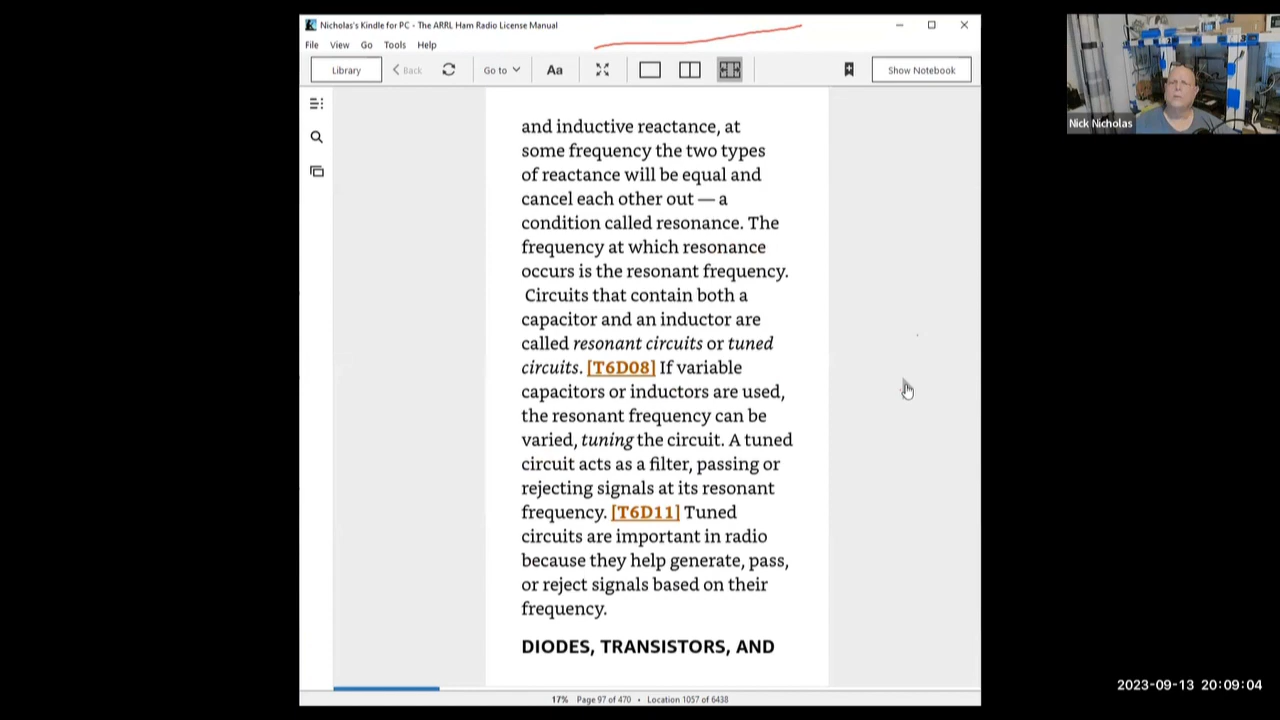 Nicholas's Kindle for PC - The ARRL Ham Radio License Manual
File View Go Tools Help
Library Back Go to Aa Show Notebook
and inductive reactance, at
some frequency the two types
of reactance will be equal and
cancel each other out — a
condition called resonance. The
frequency at which resonance
occurs is the resonant frequency.
Circuits that contain both a
capacitor and an inductor are
called resonant circuits or tuned
circuits. [T6D08] If variable
capacitors or inductors are used,
the resonant frequency can be
varied, tuning the circuit. A tuned
circuit acts as a filter, passing or
rejecting signals at its resonant
frequency. [T6D11] Tuned
circuits are important in radio
because they help generate, pass,
or reject signals based on their
frequency.
DIODES, TRANSISTORS, AND
17% Page 97 of 470 • Location 1057 of 6438
Nick Nicholas
2023-09-13 20:09:04